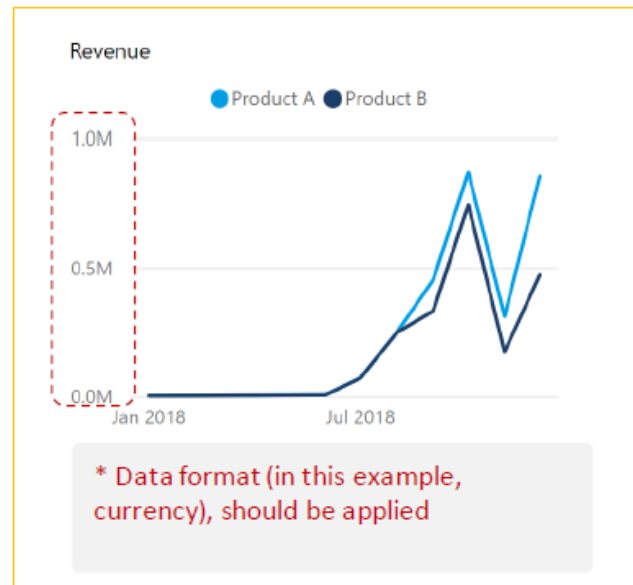 Revenue
Product A Product B
1.0M
0.5M
0.0M
Jan 2018 Jul 2018
* Data format (in this example,
currency), should be applied